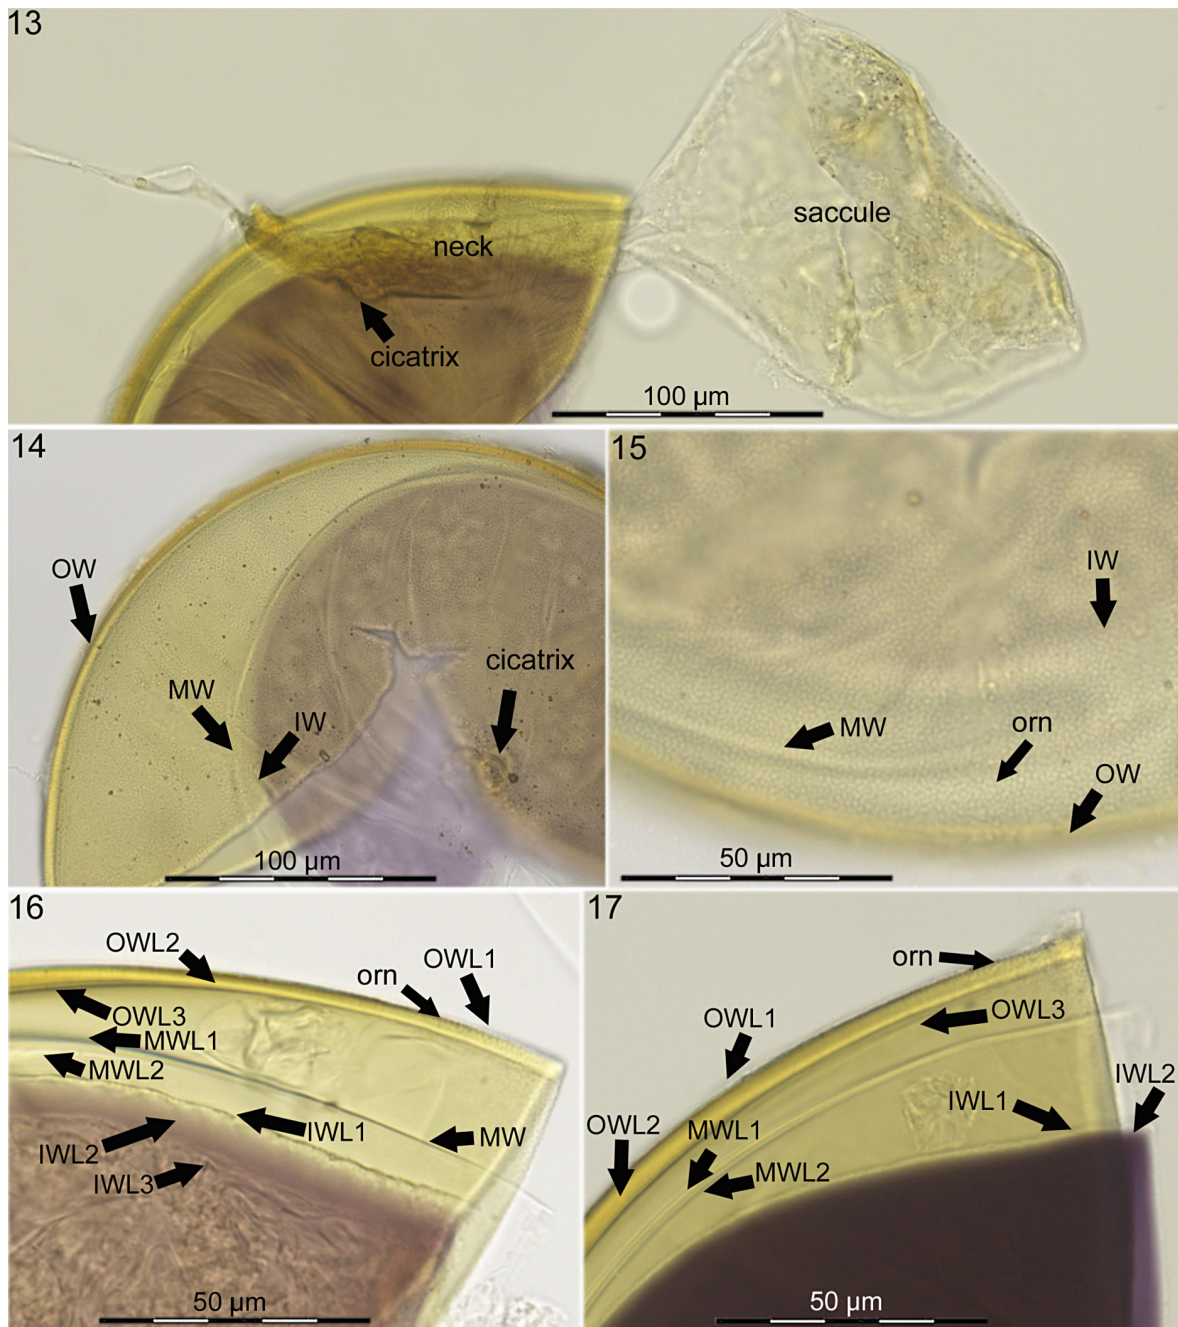 13
saccule
neck
cicatrix
100 µm
14
OW
MW
IW
cicatrix
100 µm
15
IW
MW
orn
OW
50 µm
16
OWL2
orn
OWL1
OWL3
MWL1
MWL2
IWL1
MW
IWL2
IWL3
50 µm
17
orn
OWL1
OWL3
IWL2
IWL1
OWL2
MWL1
MWL2
50 µm